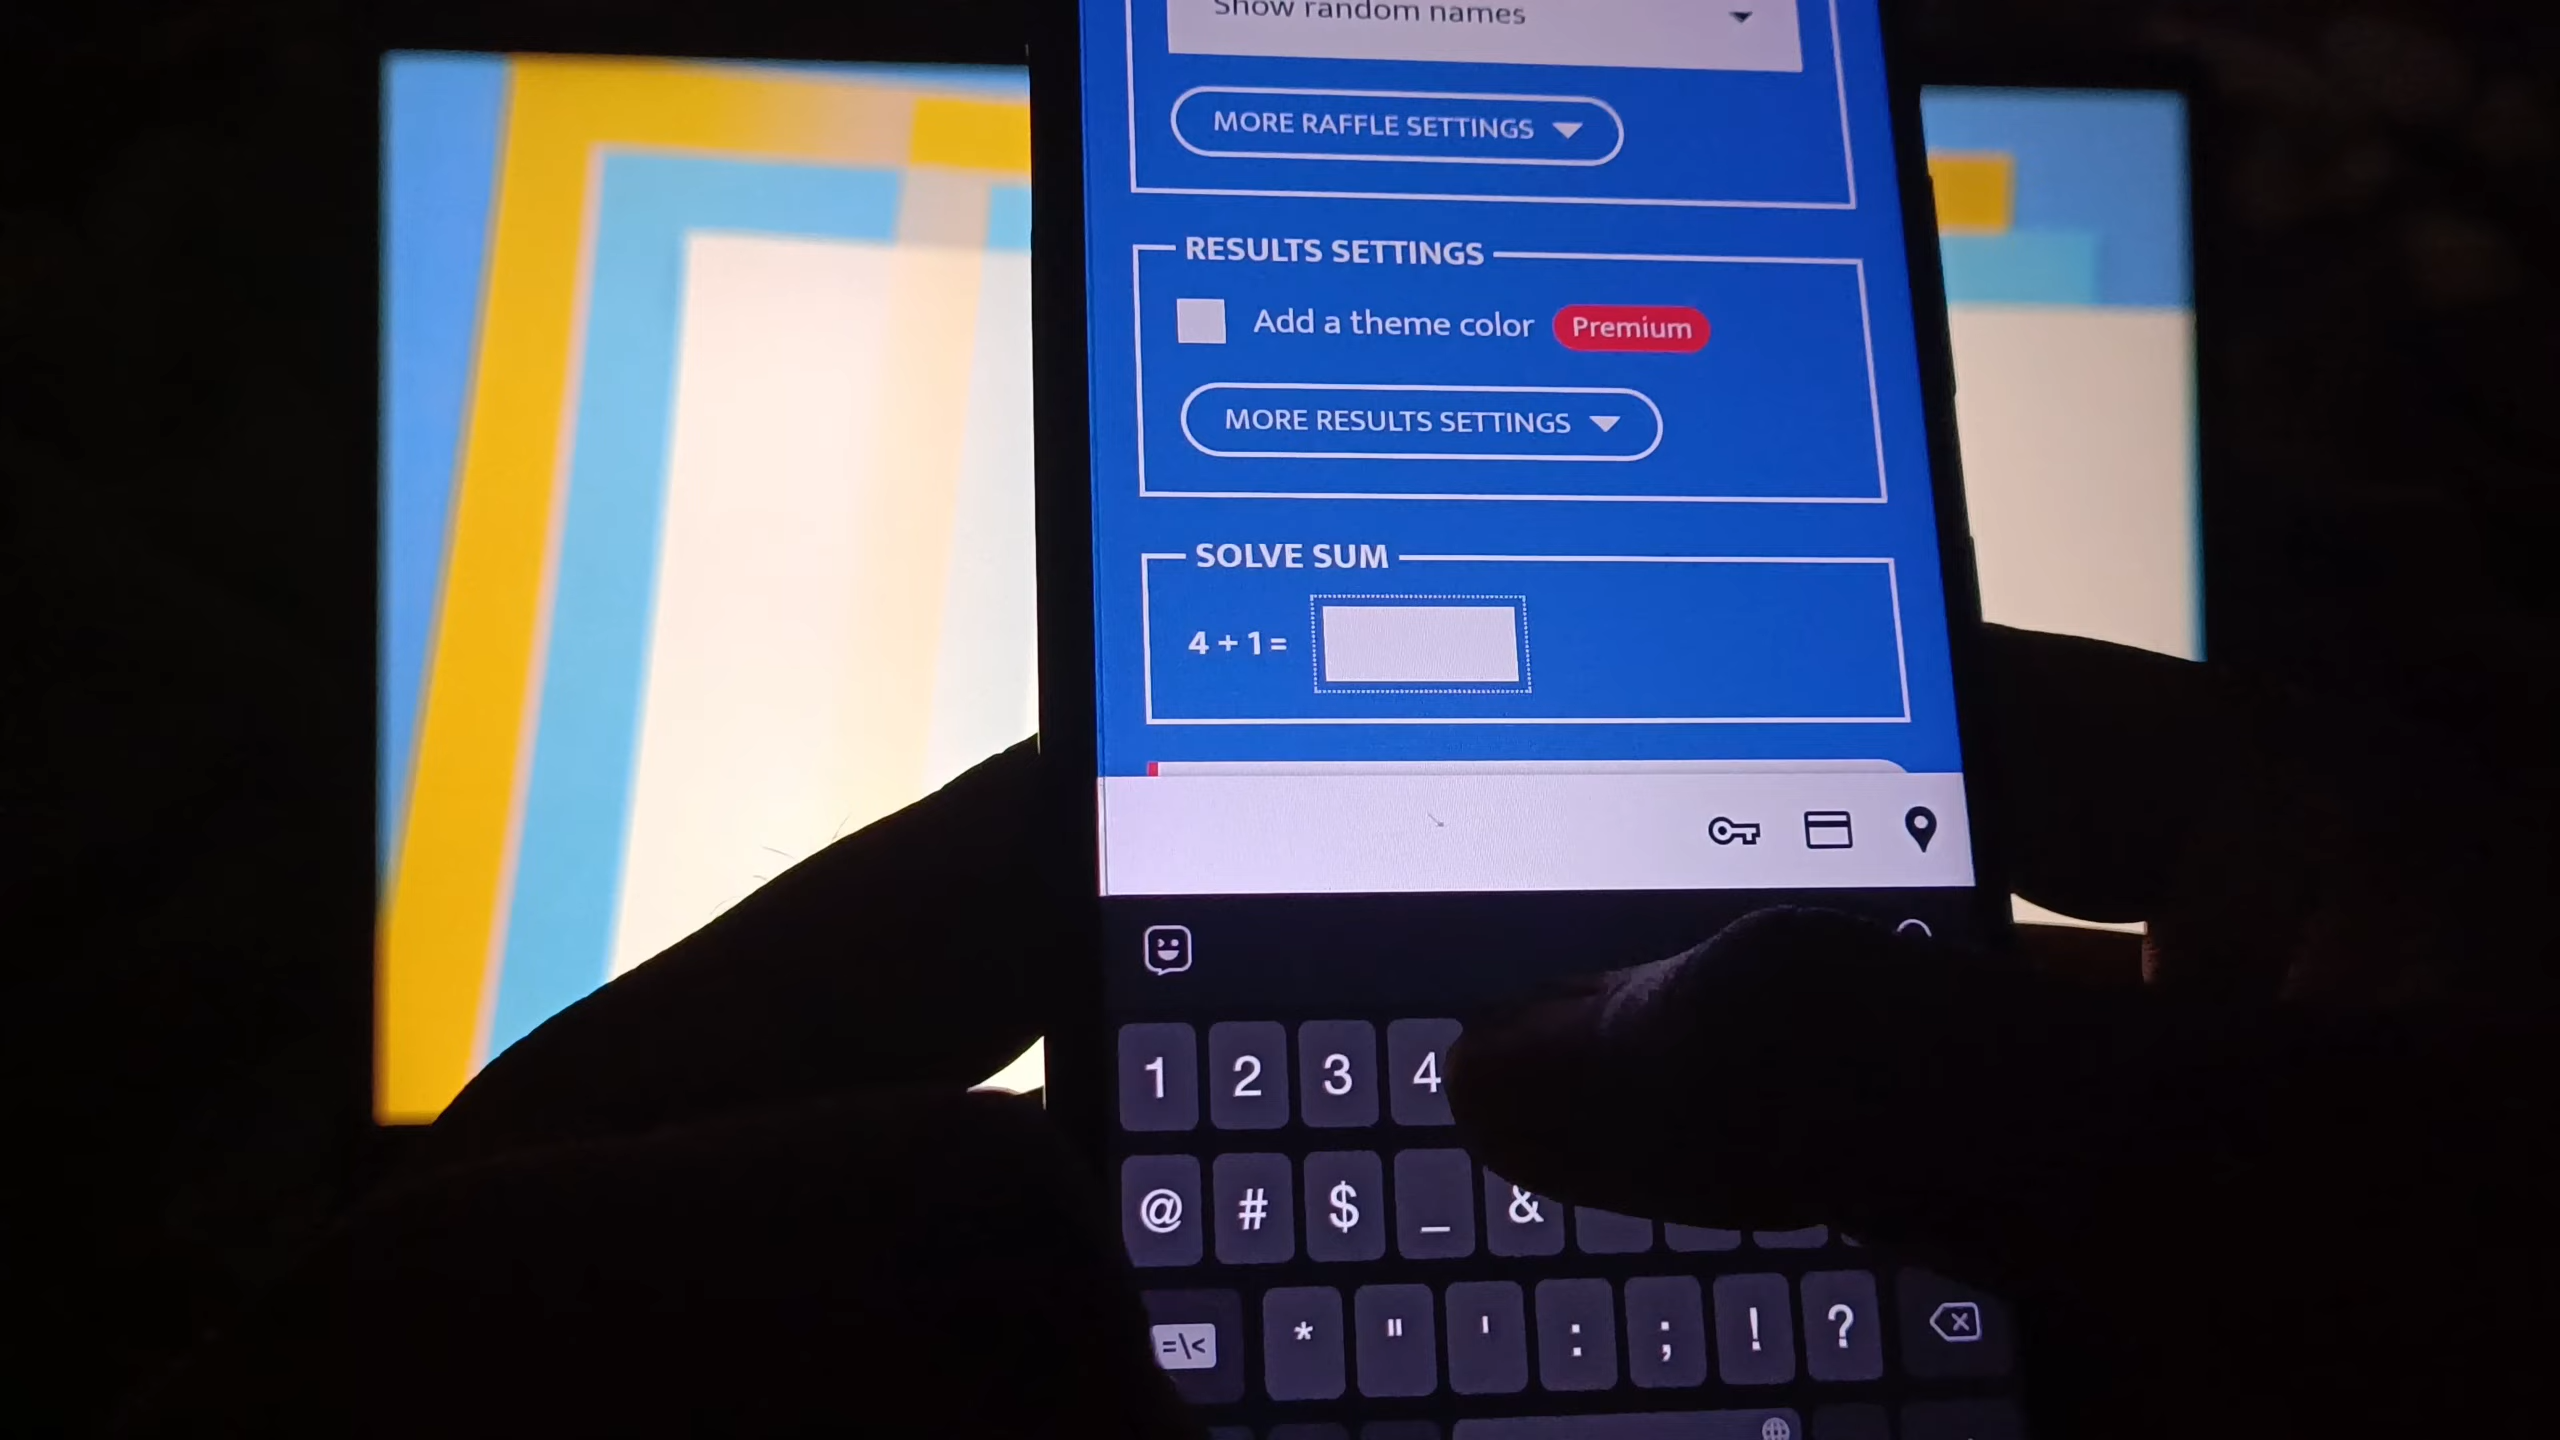 Show random names
MORE RAFFLE SETTINGS
RESULTS SETTINGS
Add a theme color Premium
MORE RESULTS SETTINGS
SOLVE SUM
4 + 1 =
1 2 3 4
@ # $ _ &
=\< * " ' : ; ! ?